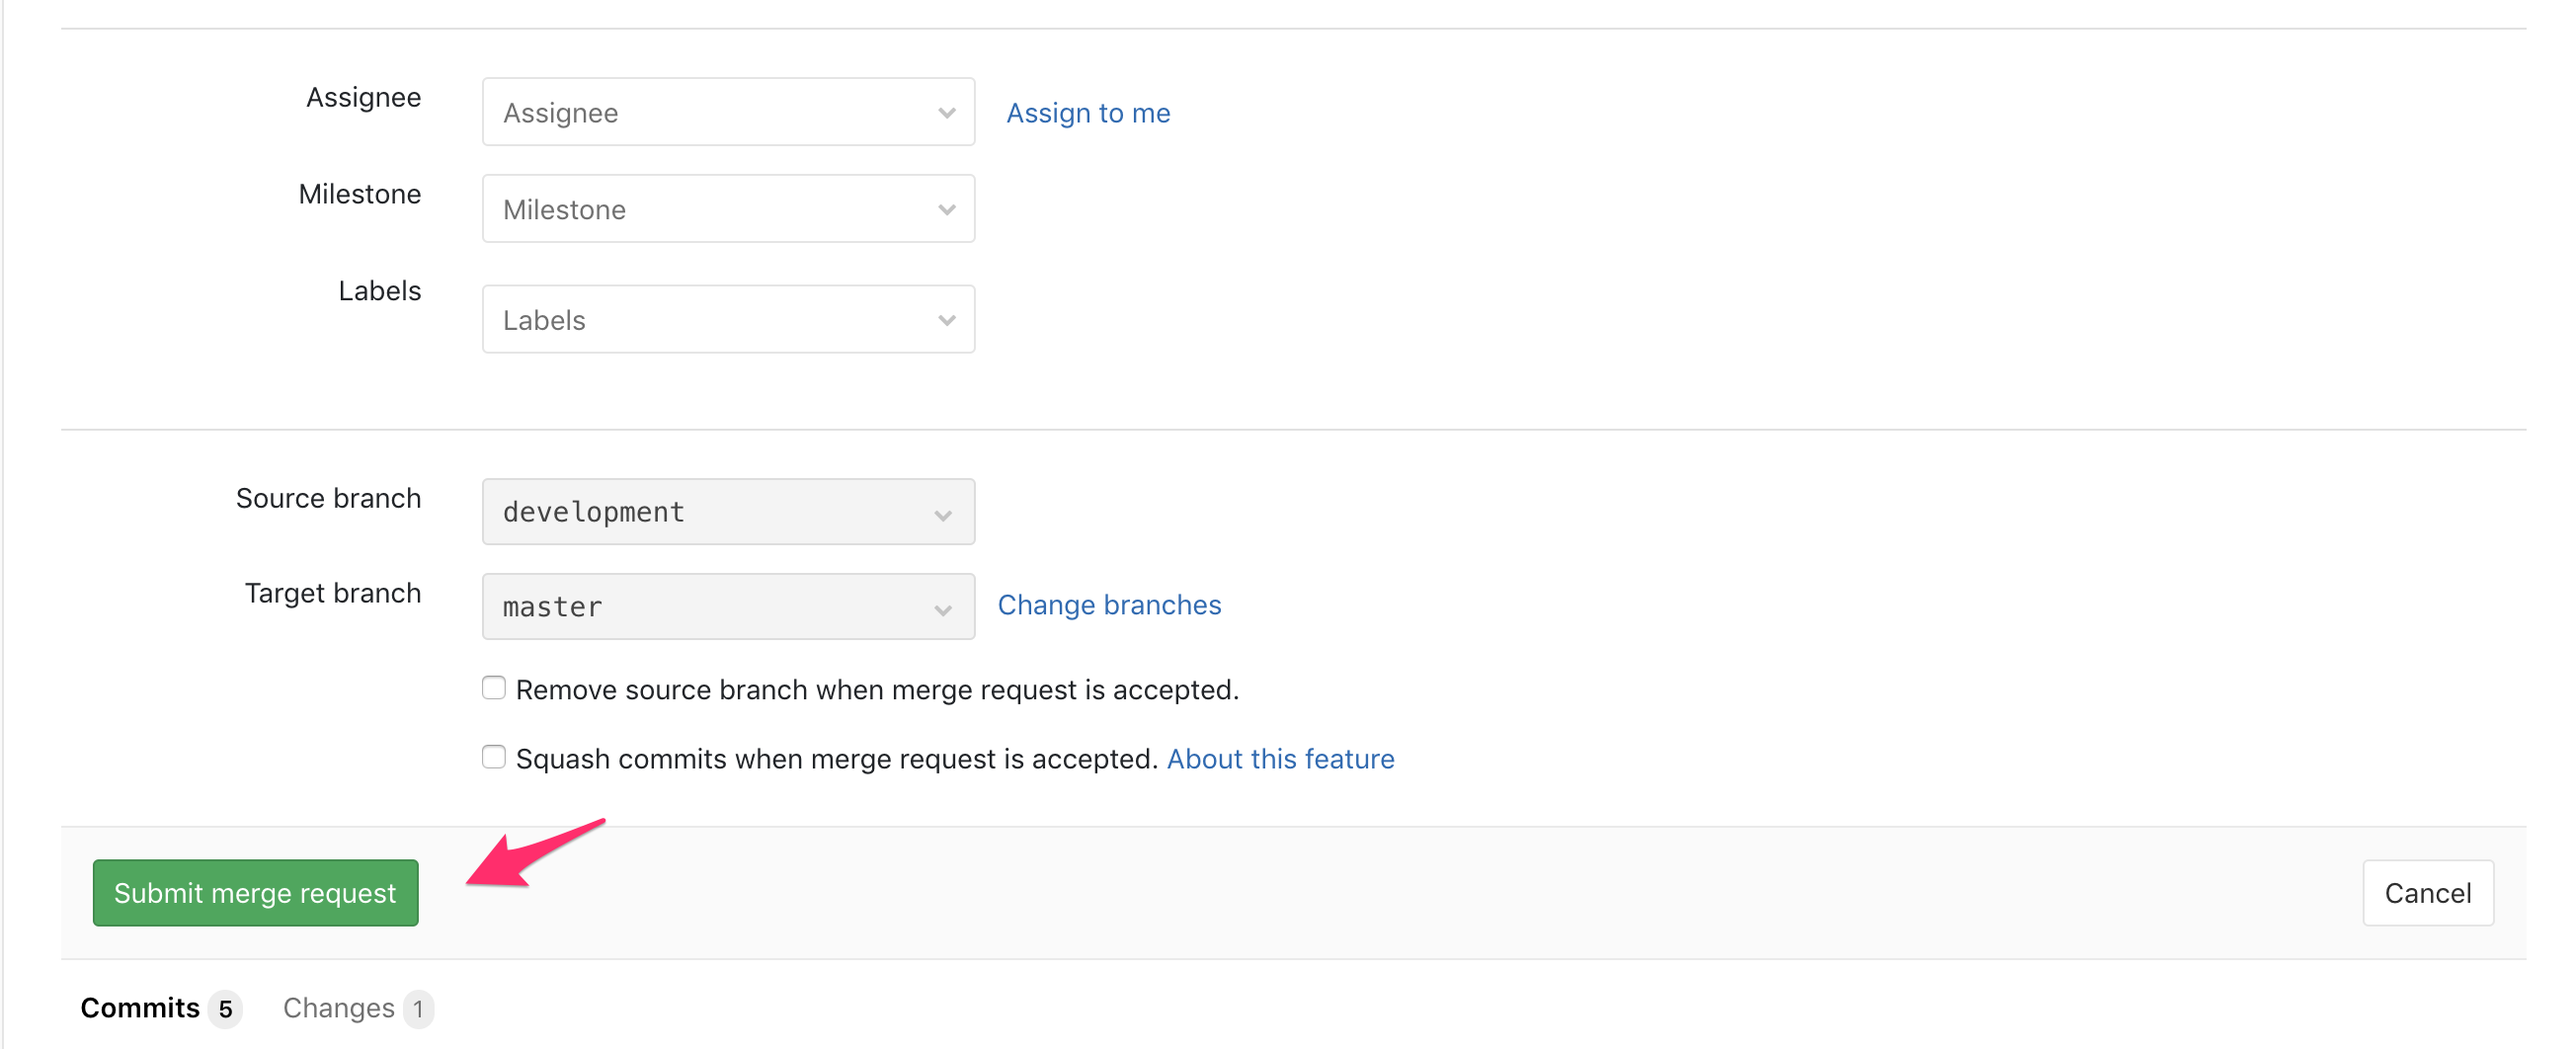 Assignee Assignee Assign to me
Milestone Milestone
Labels Labels
Source branch development
Target branch master Change branches
Remove source branch when merge request is accepted.
Squash commits when merge request is accepted. About this feature
Submit merge request Cancel
Commits 5 Changes 1